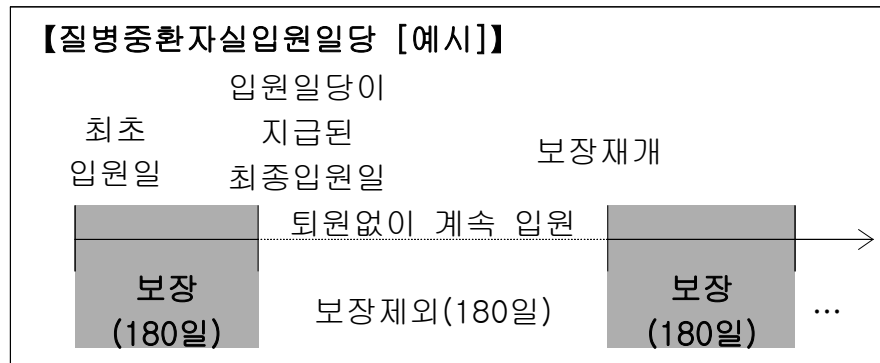 【질병중환자실입원일당 [예시]】
최초
입원일
입원일당이
지급된
최종입원일
보장재개
퇴원없이 계속 입원
보장
(180일)
보장제외(180일)
보장
(180일)
…